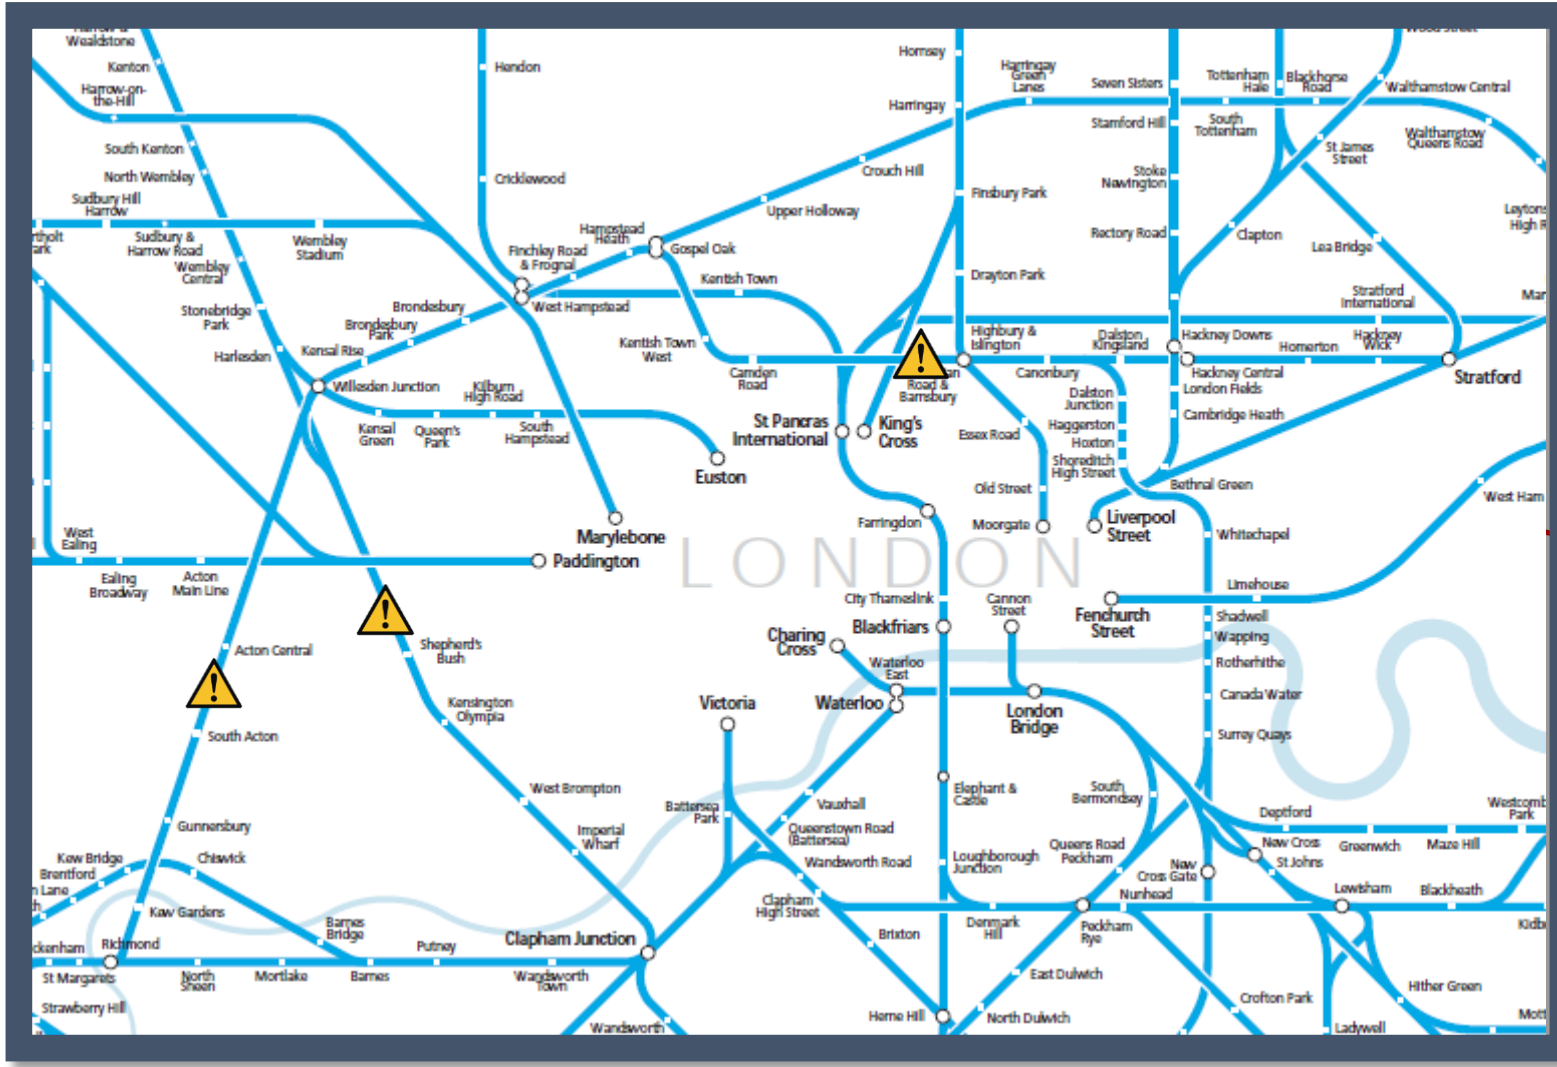 Wealdstone
Kenton
Harrow-on-
the-Hill
South Kenton
North Wembley
Sudbury Hill
Harrow
Sudbury &
Harrow Road
Wembley
Central
Wembley
Stadium
Stonebridge
Park
Harlesden
Hendon
Cricklewood
Finchley Road
& Frognal
Hampstead
Heath
Gospel Oak
West Hampstead
Brondesbury
Brondesbury
Park
Kensal Rise
Willesden Junction
Kensal
Green
Queen's
Park
Kilburn
High Road
South
Hampstead
Euston
Marylebone
Paddington
West
Ealing
Ealing
Broadway
Acton
Main Line
Hornsey
Harringay
Harringay
Green
Lanes
Crouch Hill
Upper Holloway
Finsbury Park
Drayton Park
Kentish Town
Kentish Town
West
Camden
Road
Highbury &
Islington
Road &
Barnsbury
Canonbury
Dalston
Kingsland
Hackney Downs
Hackney Central
Homerton
Hackney
Wick
Stratford
International
Stratford
Seven Sisters
Stamford Hill
Stoke
Newington
Rectory Road
Tottenham
Hale
South
Tottenham
Blackhorse
Road
Walthamstow Central
Walthamstow
Queens Road
St James
Street
Clapton
Lea Bridge
London Fields
Cambridge Heath
Dalston
Junction
Haggerston
Hoxton
Shoreditch
High Street
Bethnal Green
Essex Road
Old Street
Moorgate
Liverpool
Street
St Pancras
International
King's
Cross
Farringdon
LONDON
City Thameslink
Blackfriars
Cannon
Street
Fenchurch
Street
Limehouse
West Ham
Whitechapel
Shadwell
Wapping
Rotherhithe
Canada Water
Surrey Quays
Charing
Cross
Waterloo
East
Waterloo
London
Bridge
Victoria
Acton Central
South Acton
Shepherd's
Bush
Kensington
Olympia
West Brompton
Imperial
Wharf
Gunnersbury
Kew Bridge
Brentford
Chiswick
Kew Gardens
Richmond
St Margarets
Strawberry Hill
North
Sheen
Mortlake
Barnes
Bridge
Barnes
Putney
Wandsworth
Town
Clapham Junction
Wandsworth
Battersea
Park
Vauxhall
Queenstown Road
(Battersea)
Wandsworth Road
Clapham
High Street
Brixton
Elephant &
Castle
Loughborough
Junction
Denmark
Hill
Herne Hill
North Dulwich
East Dulwich
Peckham
Rye
Queens Road
Peckham
South
Bermondsey
Nunhead
New
Cross Gate
New Cross
St Johns
Deptford
Greenwich
Maze Hill
Westcomb
Park
Lewisham
Blackheath
Crofton Park
Hither Green
Ladywell